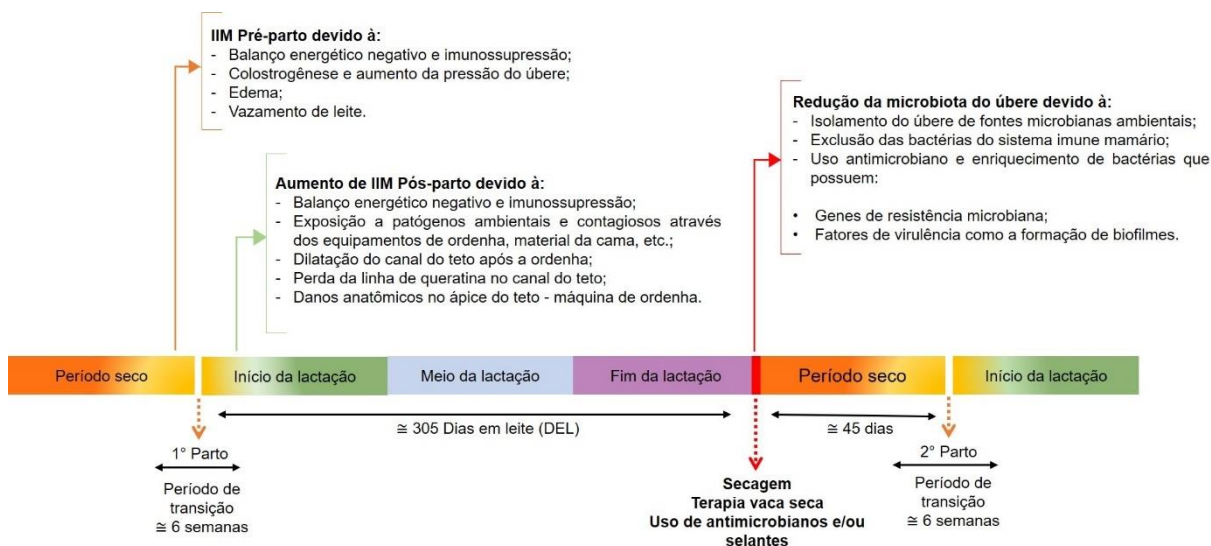 IIM Pré-parto devido à:
- Balanço energético negativo e imunossupressão;
- Colostrogênese e aumento da pressão do úbere;
- Edema;
- Vazamento de leite.
Aumento de IIM Pós-parto devido à:
- Balanço energético negativo e imunossupressão;
- Exposição a patógenos ambientais e contagiosos através
dos equipamentos de ordenha, material da cama, etc.;
- Dilatação do canal do teto após a ordenha;
- Perda da linha de queratina no canal do teto;
- Danos anatômicos no ápice do teto - máquina de ordenha.
Redução da microbiota do úbere devido à:
- Isolamento do úbere de fontes microbianas ambientais;
- Exclusão das bactérias do sistema imune mamário;
- Uso antimicrobiano e enriquecimento de bactérias que
possuem:
• Genes de resistência microbiana;
• Fatores de virulência como a formação de biofilmes.
Período seco
Início da lactação
Meio da lactação
Fim da lactação
Período seco
Início da lactação
≅ 305 Dias em leite (DEL)
≅ 45 dias
1° Parto
Período de
transição
≅ 6 semanas
Secagem
Terapia vaca seca
Uso de antimicrobianos e/ou
selantes
2° Parto
Período de
transição
≅ 6 semanas